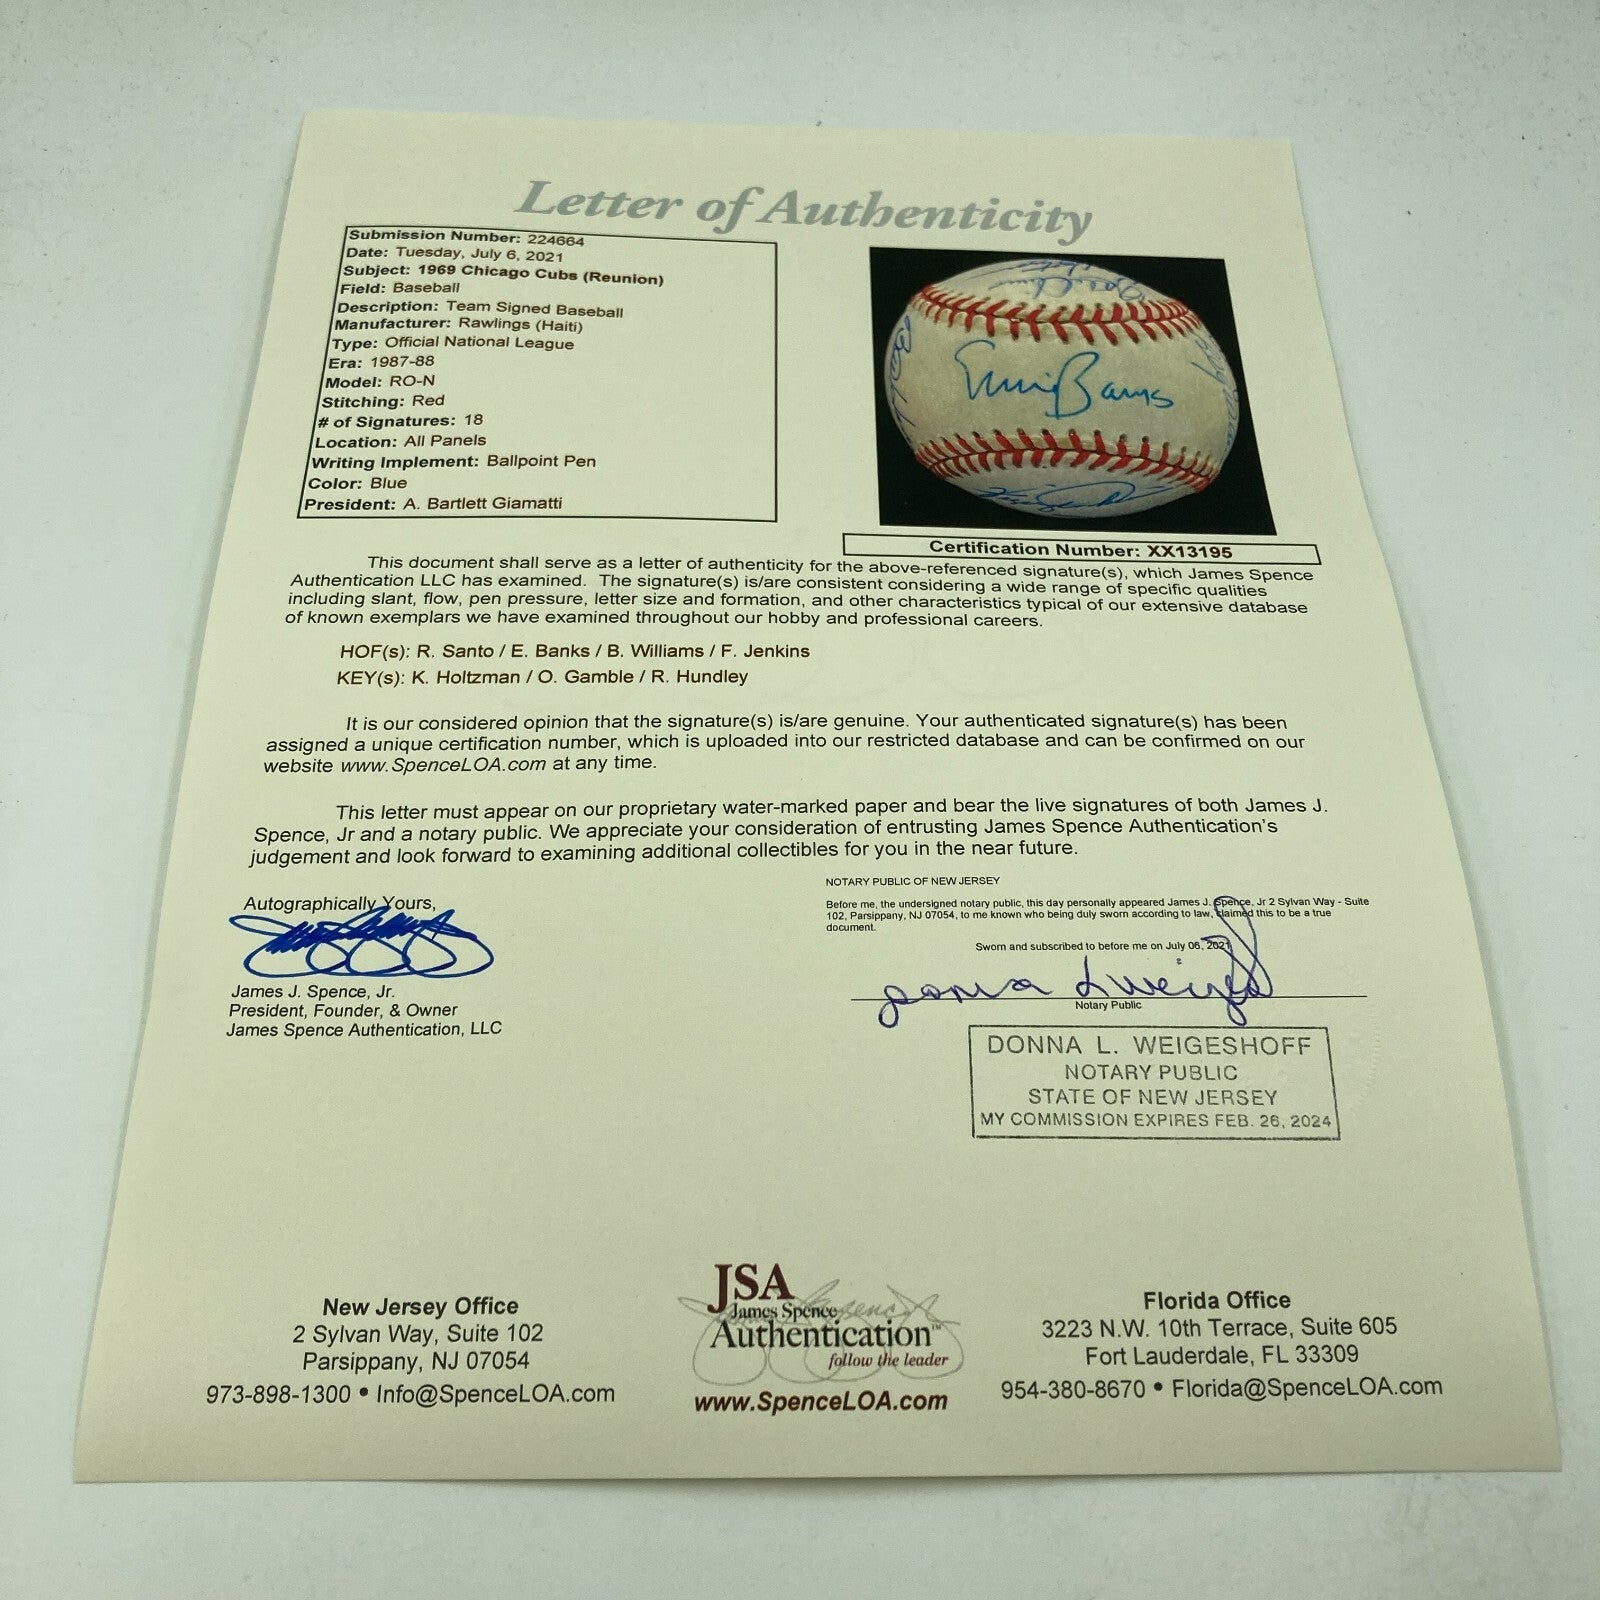 Letter of Authenticity
Submission Number: 224664
Date: Tuesday, July 6, 2021
Subject: 1969 Chicago Cubs (Reunion)
Field: Baseball
Description: Team Signed Baseball
Manufacturer: Rawlings (Haiti)
Type: Official National League
Era: 1987-88
Model: RO-N
Stitching: Red
# of Signatures: 18
Location: All Panels
Writing Implement: Ballpoint Pen
Color: Blue
President: A. Bartlett Giamatti
Ernie Banks
Certification Number: XX13195
This document shall serve as a letter of authenticity for the above-referenced signature(s), which James Spence
Authentication LLC has examined. The signature(s) is/are consistent considering a wide range of specific qualities
including slant, flow, pen pressure, letter size and formation, and other characteristics typical of our extensive database
of known exemplars we have examined throughout our hobby and professional careers.
HOF(s): R. Santo / E. Banks / B. Williams / F. Jenkins
KEY(s): K. Holtzman / O. Gamble / R. Hundley
It is our considered opinion that the signature(s) is/are genuine. Your authenticated signature(s) has been
assigned a unique certification number, which is uploaded into our restricted database and can be confirmed on our
website www.SpenceLOA.com at any time.
This letter must appear on our proprietary water-marked paper and bear the live signatures of both James J.
Spence, Jr and a notary public. We appreciate your consideration of entrusting James Spence Authentication's
judgement and look forward to examining additional collectibles for you in the near future.
Autographically Yours,
James J. Spence, Jr.
President, Founder, & Owner
James Spence Authentication, LLC
NOTARY PUBLIC OF NEW JERSEY
Before me, the undersigned notary public, this day personally appeared James J. Spence, Jr 2 Sylvan Way - Suite
102, Parsippany, NJ 07054, to me known who being duly sworn according to law, claimed this to be a true
document.
Sworn and subscribed to before me on July 06, 2021
Donna L Weigeshoff
Notary Public
DONNA L. WEIGESHOFF
NOTARY PUBLIC
STATE OF NEW JERSEY
MY COMMISSION EXPIRES FEB. 26, 2024
New Jersey Office
2 Sylvan Way, Suite 102
Parsippany, NJ 07054
973-898-1300 • Info@SpenceLOA.com
JSA
James Spence
Authentication™
follow the leader
www.SpenceLOA.com
Florida Office
3223 N.W. 10th Terrace, Suite 605
Fort Lauderdale, FL 33309
954-380-8670 • Florida@SpenceLOA.com